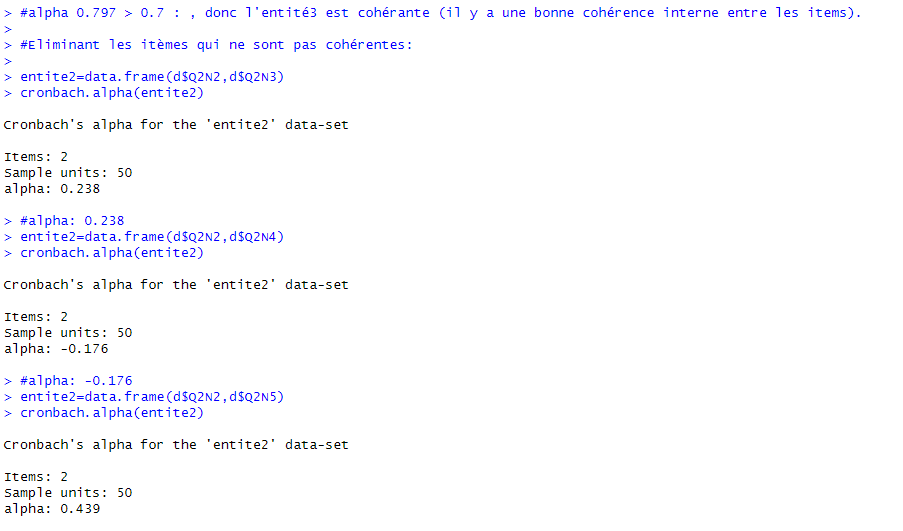 > #alpha 0.797 > 0.7 : , donc l'entité3 est cohérante (il y a une bonne cohérence interne entre les items).
>
> #Eliminant les itèmes qui ne sont pas cohérentes:
>
> entite2=data.frame(d$Q2N2,d$Q2N3)
> cronbach.alpha(entite2)
Cronbach's alpha for the 'entite2' data-set
Items: 2
Sample units: 50
alpha: 0.238
> #alpha: 0.238
> entite2=data.frame(d$Q2N2,d$Q2N4)
> cronbach.alpha(entite2)
Cronbach's alpha for the 'entite2' data-set
Items: 2
Sample units: 50
alpha: -0.176
> #alpha: -0.176
> entite2=data.frame(d$Q2N2,d$Q2N5)
> cronbach.alpha(entite2)
Cronbach's alpha for the 'entite2' data-set
Items: 2
Sample units: 50
alpha: 0.439